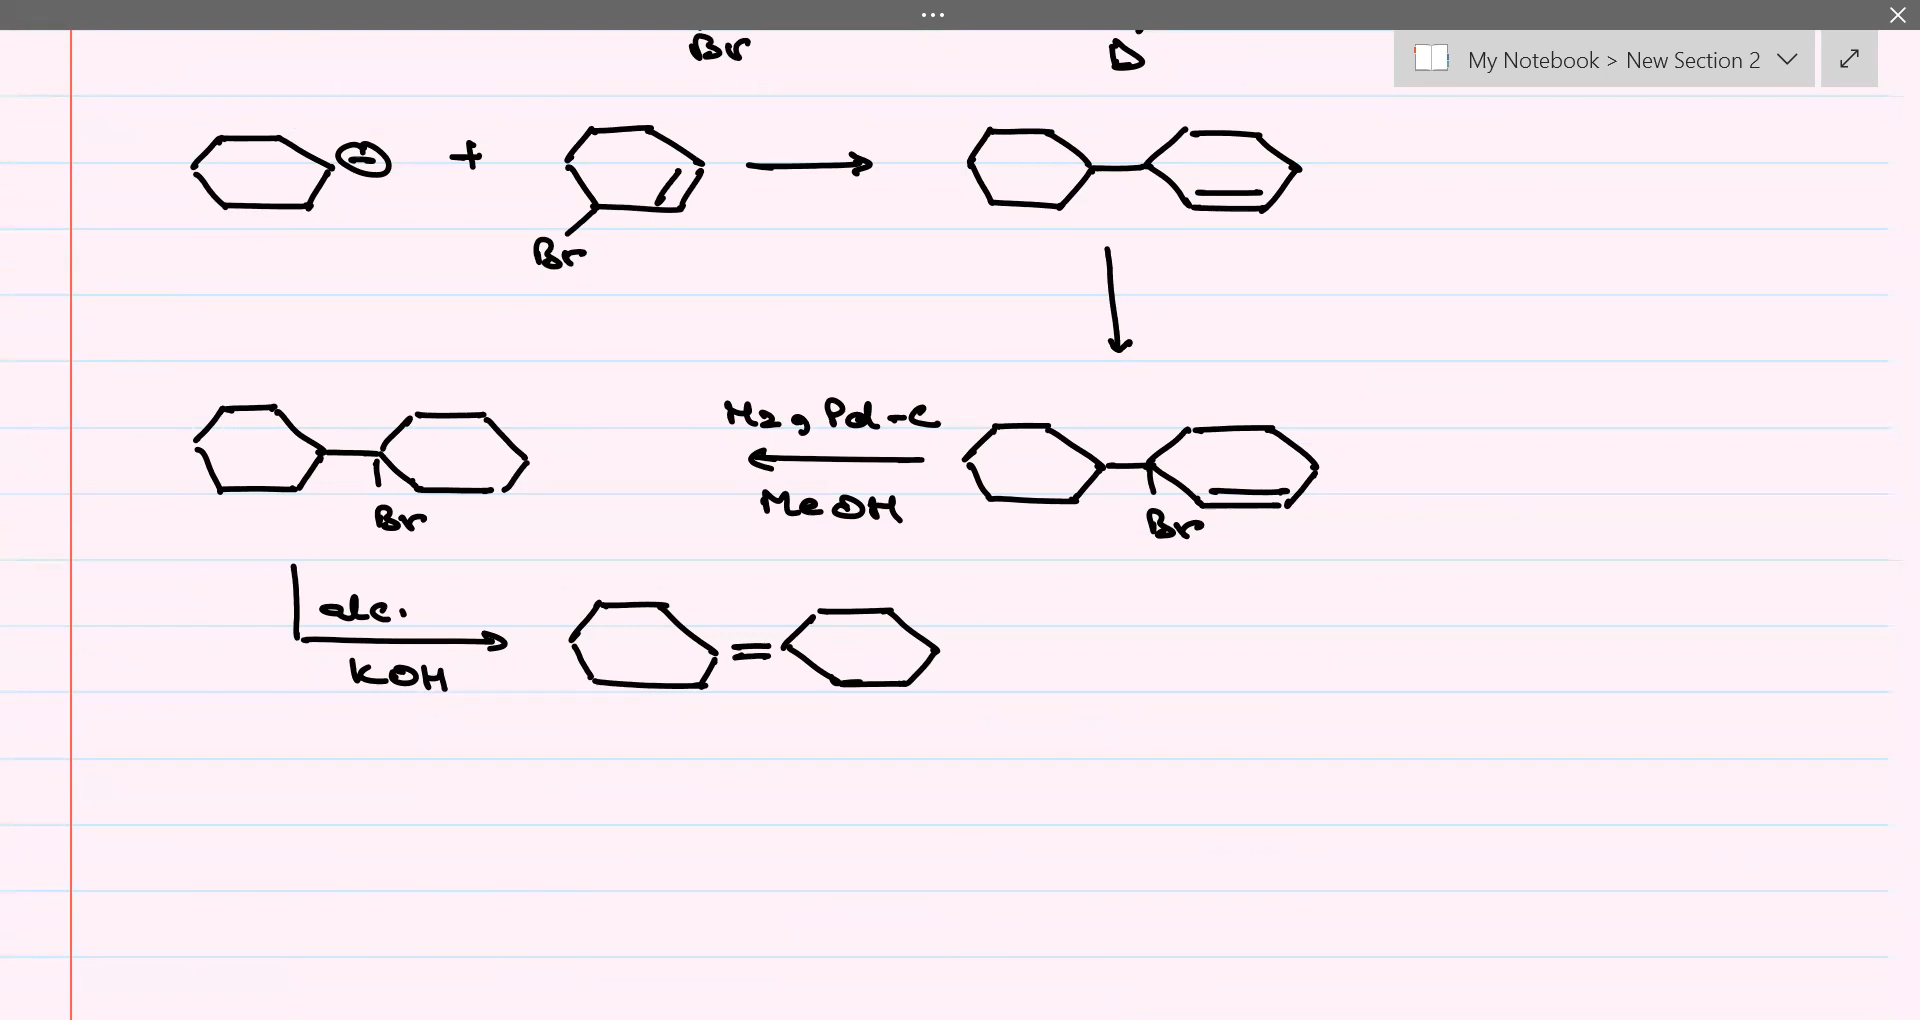 ...
Br
D
My Notebook > New Section 2
⊖ +
Br
H2, Pd-C
MeOH
Br
Br
alc.
KOH